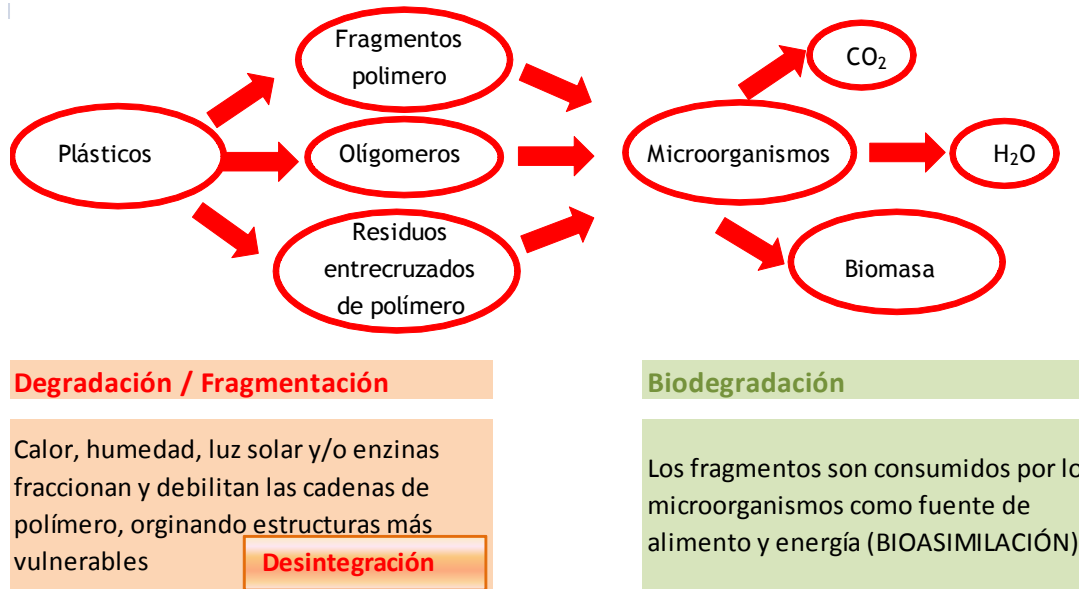 Fragmentos
polimero
CO₂
Plásticos
Olígomeros
Microorganismos
H₂O
Residuos
entrecruzados
de polímero
Biomasa
Degradación / Fragmentación
Calor, humedad, luz solar y/o enzinas
fraccionan y debilitan las cadenas de
polímero, orginando estructuras más
vulnerables
Desintegración
Biodegradación
Los fragmentos son consumidos por lo
microorganismos como fuente de
alimento y energía (BIOASIMILACIÓN)